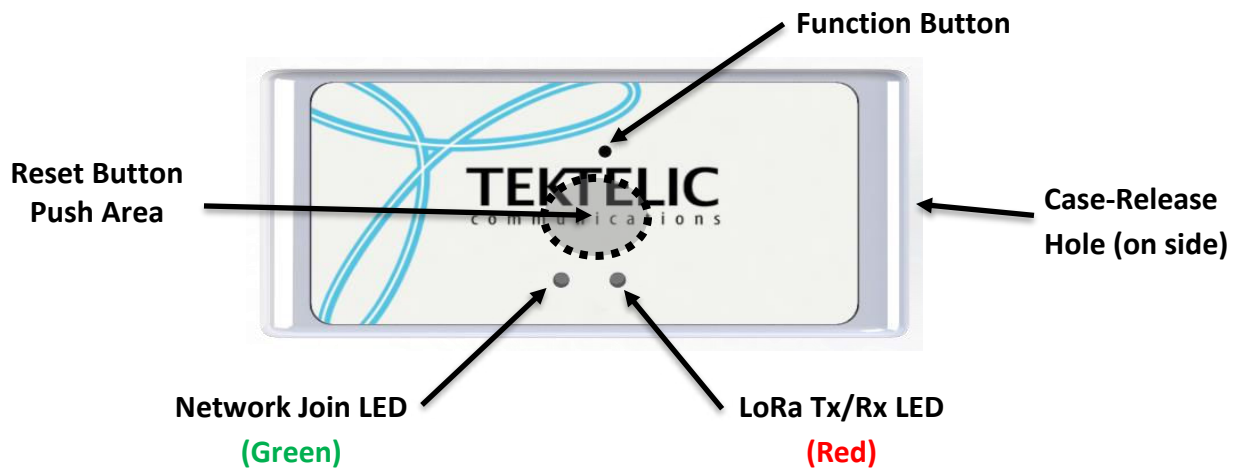 Function Button
TEKTELIC
communications
Reset Button
Push Area
Case-Release
Hole (on side)
Network Join LED
(Green)
LoRa Tx/Rx LED
(Red)